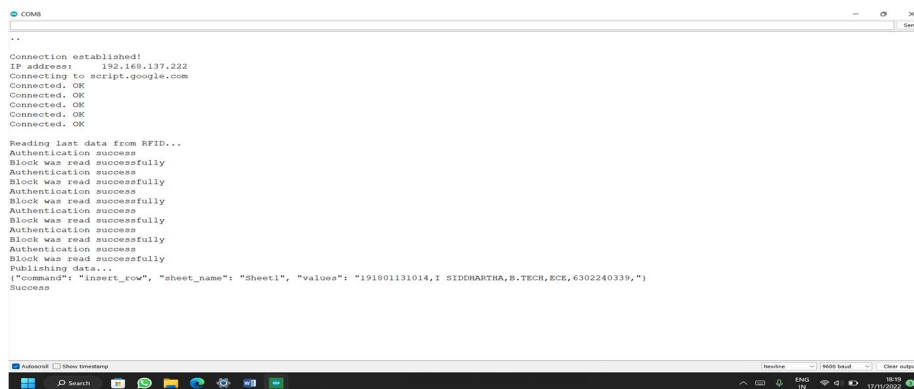 COM8
Send
..
Connection established!
IP address: 192.168.137.222
Connecting to script.google.com
Connected. OK
Connected. OK
Connected. OK
Connected. OK
Connected. OK
Reading last data from RFID...
Authentication success
Block was read successfully
Authentication success
Block was read successfully
Authentication success
Block was read successfully
Authentication success
Block was read successfully
Authentication success
Block was read successfully
Authentication success
Block was read successfully
Publishing data...
{"command": "insert_row", "sheet_name": "Sheet1", "values": "191801131014,I SIDDHARTHA,B.TECH,ECE,6302240339,"}
Success
Autoscroll Show timestamp Newline 9600 baud Clear outpu
Search ENG IN 18:19 17/11/2022